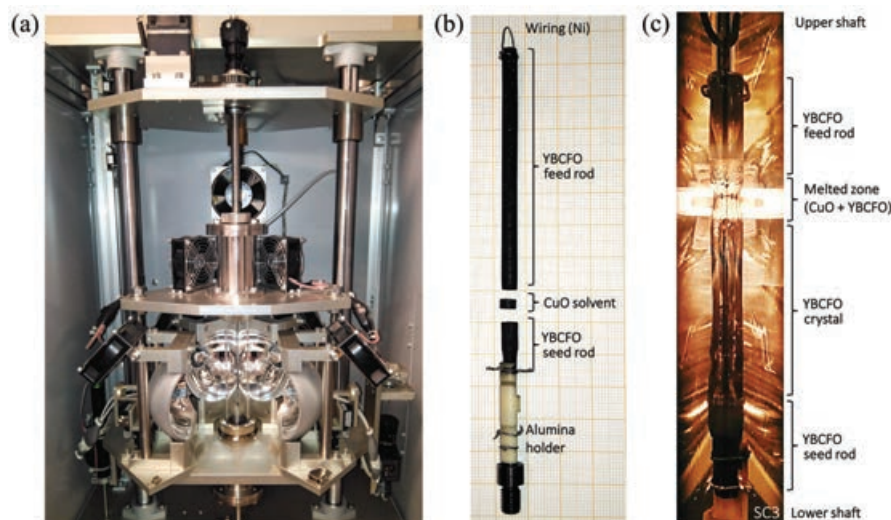 (a)
(b)
Wiring (Ni)
YBCFO
feed rod
CuO solvent
YBCFO
seed rod
Alumina
holder
(c)
Upper shaft
YBCFO
feed rod
Melted zone
(CuO + YBCFO)
YBCFO
crystal
YBCFO
seed rod
SC3
Lower shaft